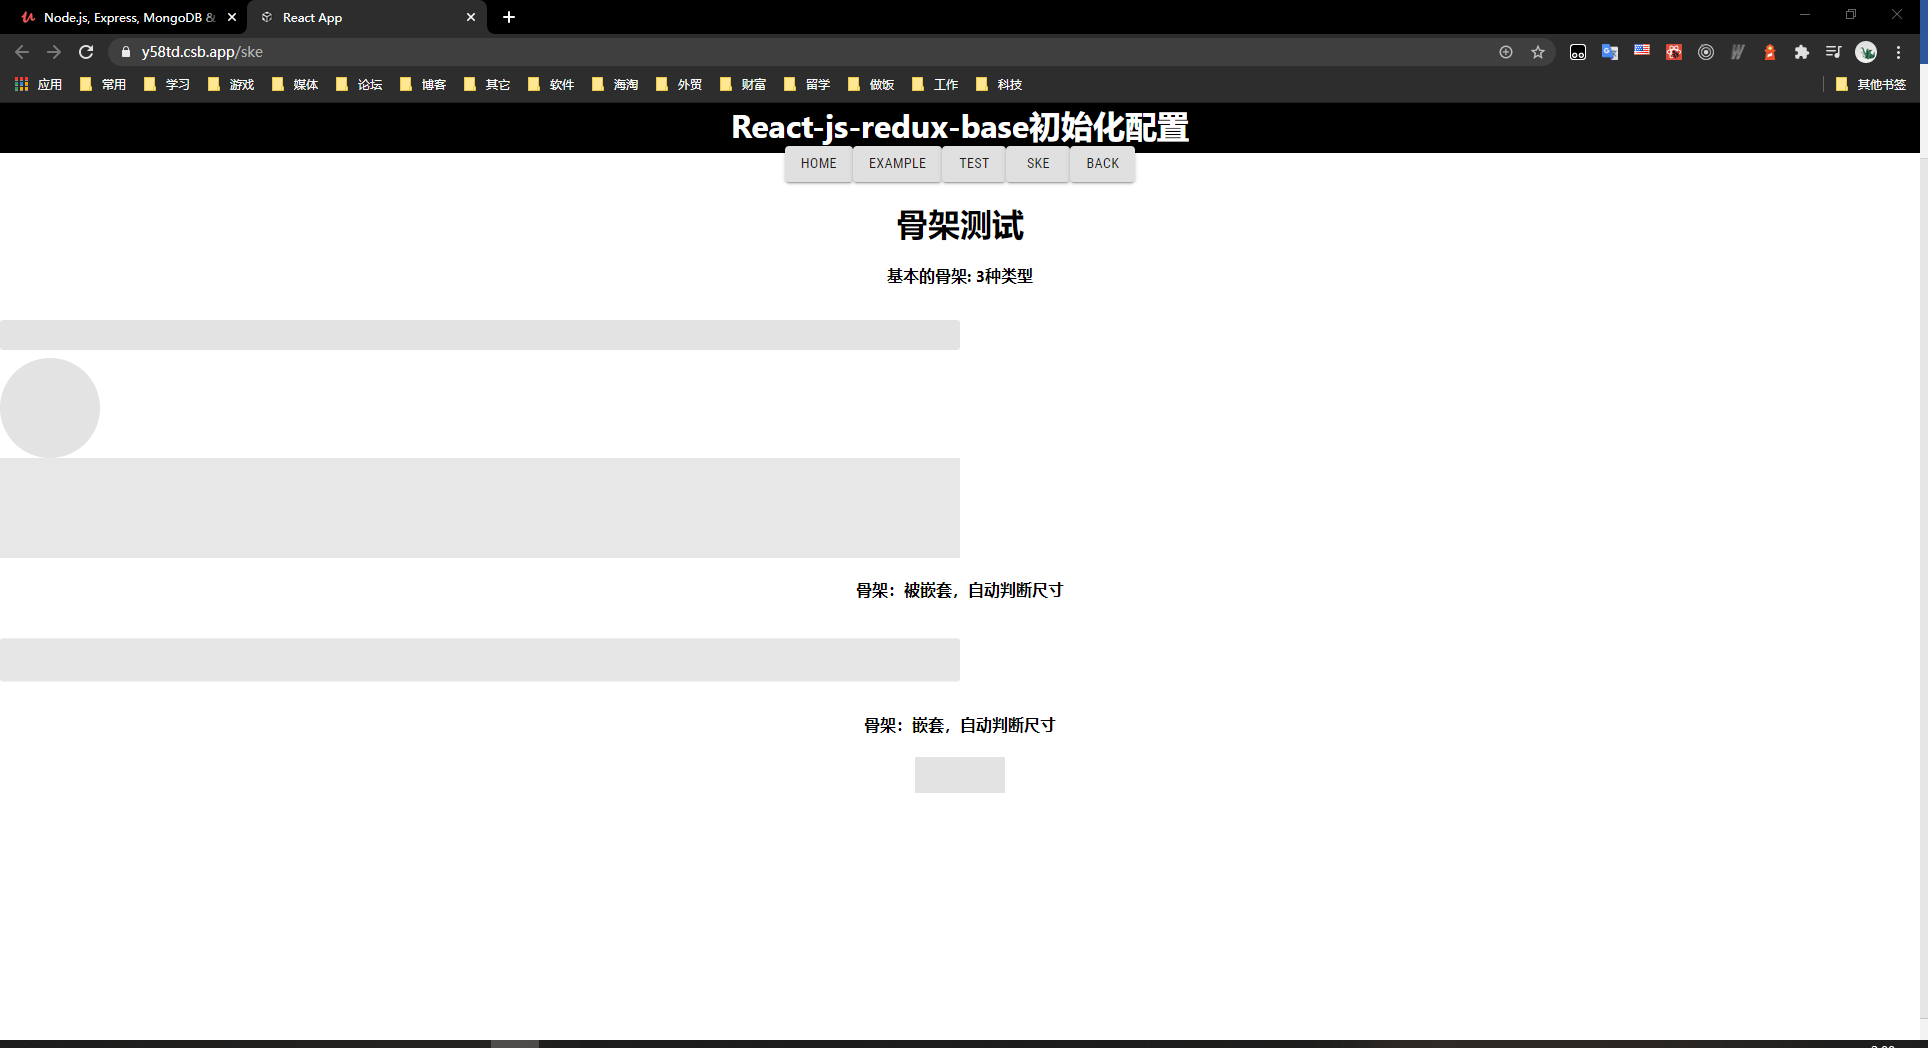 Node.js, Express, MongoDB &
React App
y58td.csb.app/ske
应用 常用 学习 游戏 媒体 论坛 博客 其它 软件 海淘 外贸 财富 留学 做饭 工作 科技 其他书签
React-js-redux-base初始化配置
HOME EXAMPLE TEST SKE BACK
骨架测试
基本的骨架: 3种类型
骨架：被嵌套，自动判断尺寸
骨架：嵌套，自动判断尺寸